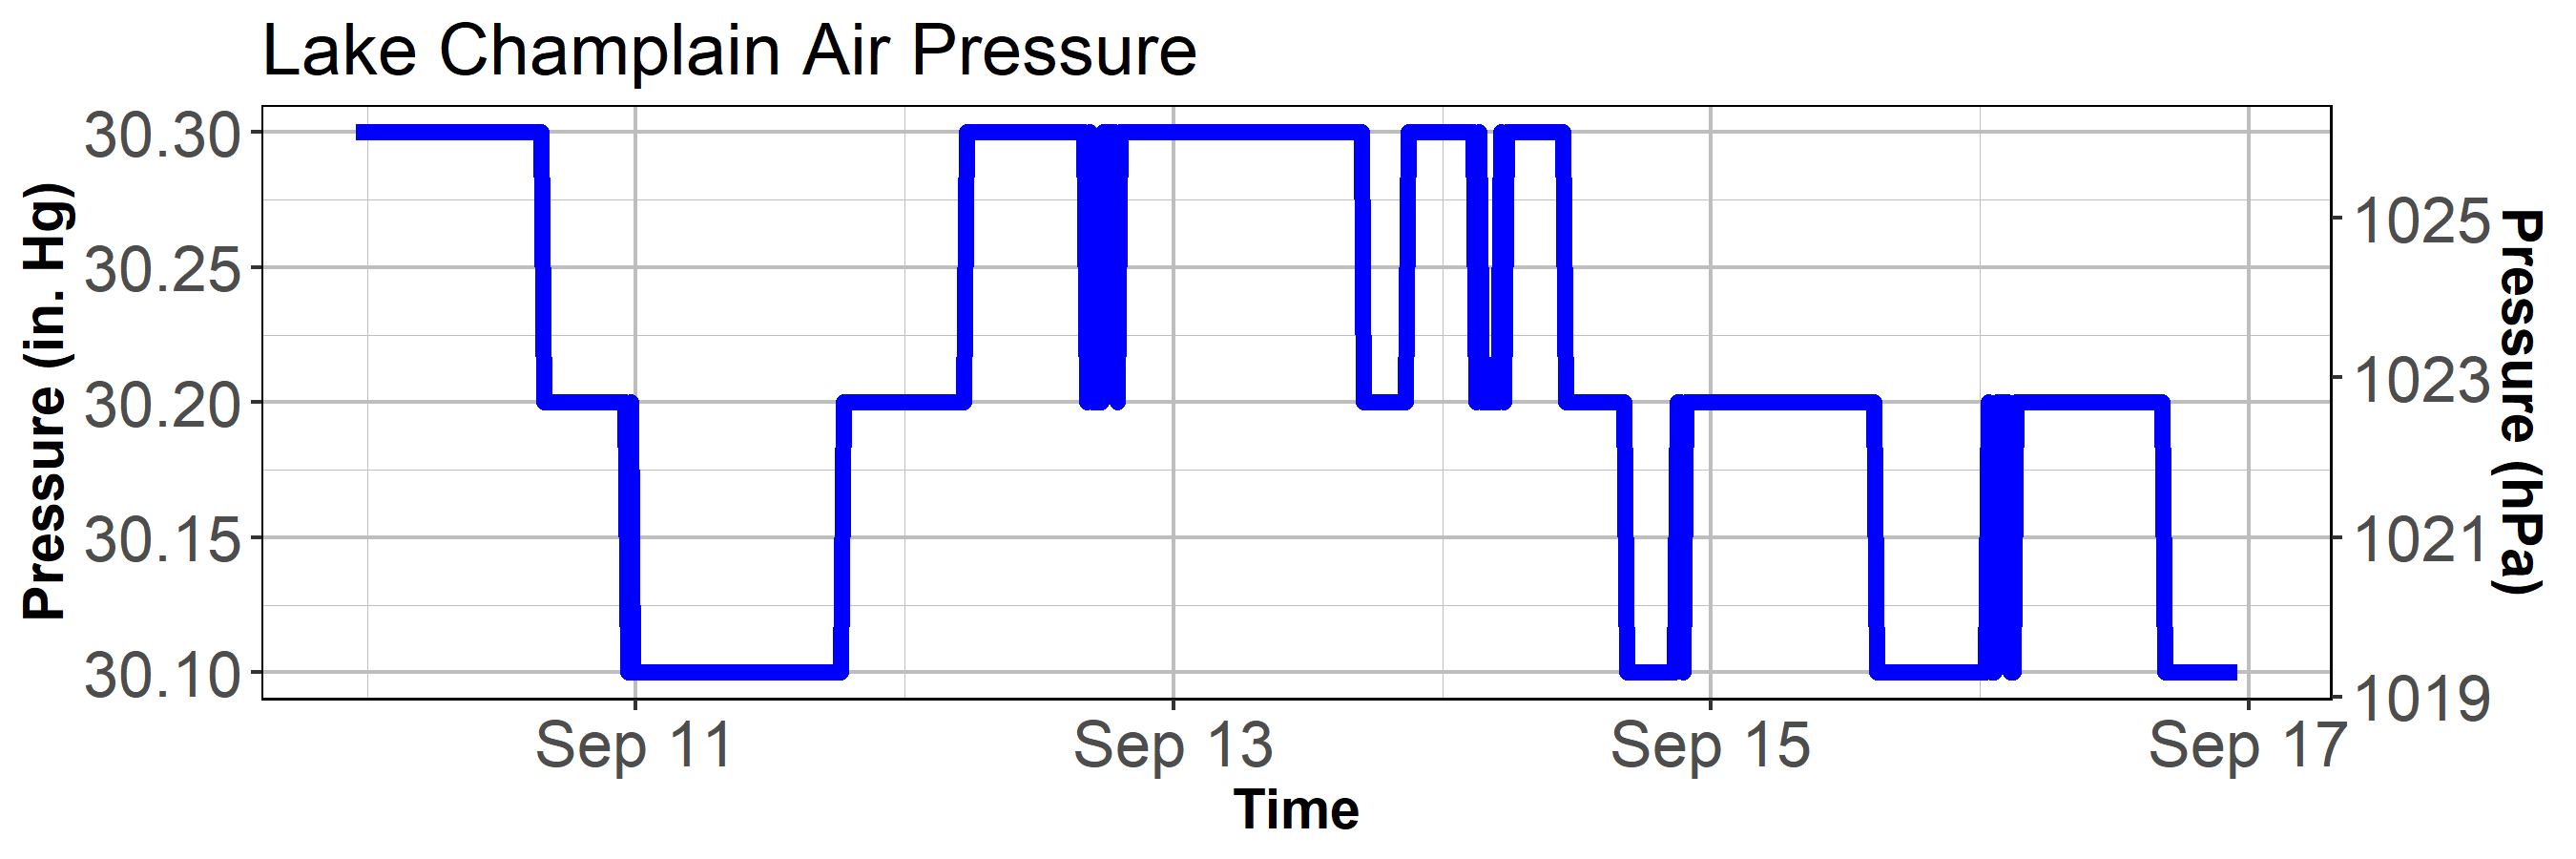 Lake Champlain Air Pressure
Pressure (in. Hg)
30.30
30.25
30.20
30.15
30.10
1025
1023
1021
1019
Pressure (hPa)
Sep 11 Sep 13 Sep 15 Sep 17
Time